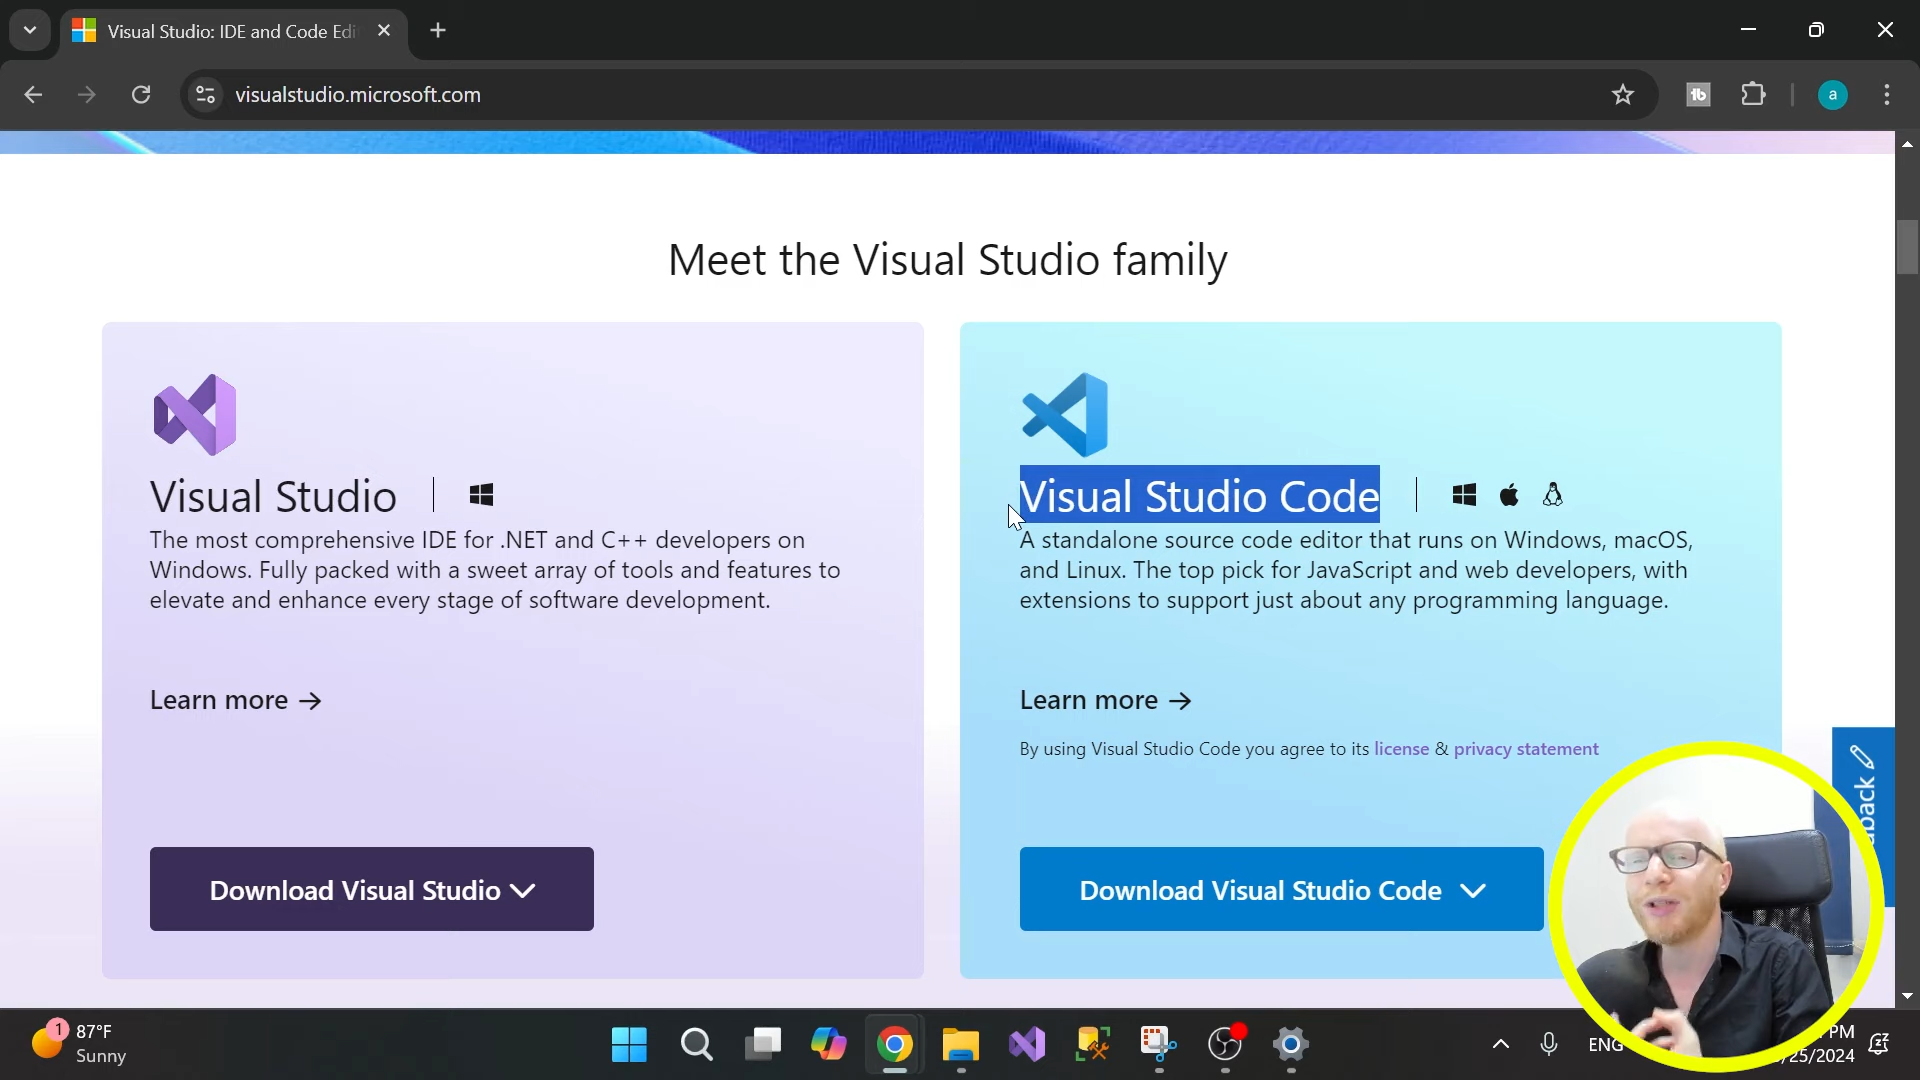 Visual Studio: IDE and Code Edi
visualstudio.microsoft.com
a
Meet the Visual Studio family
Visual Studio
The most comprehensive IDE for .NET and C++ developers on
Windows. Fully packed with a sweet array of tools and features to
elevate and enhance every stage of software development.
Learn more →
Download Visual Studio
Visual Studio Code
A standalone source code editor that runs on Windows, macOS,
and Linux. The top pick for JavaScript and web developers, with
extensions to support just about any programming language.
Learn more →
By using Visual Studio Code you agree to its license & privacy statement
Download Visual Studio Code
back
1
87°F
Sunny
ENG
PM
/25/2024